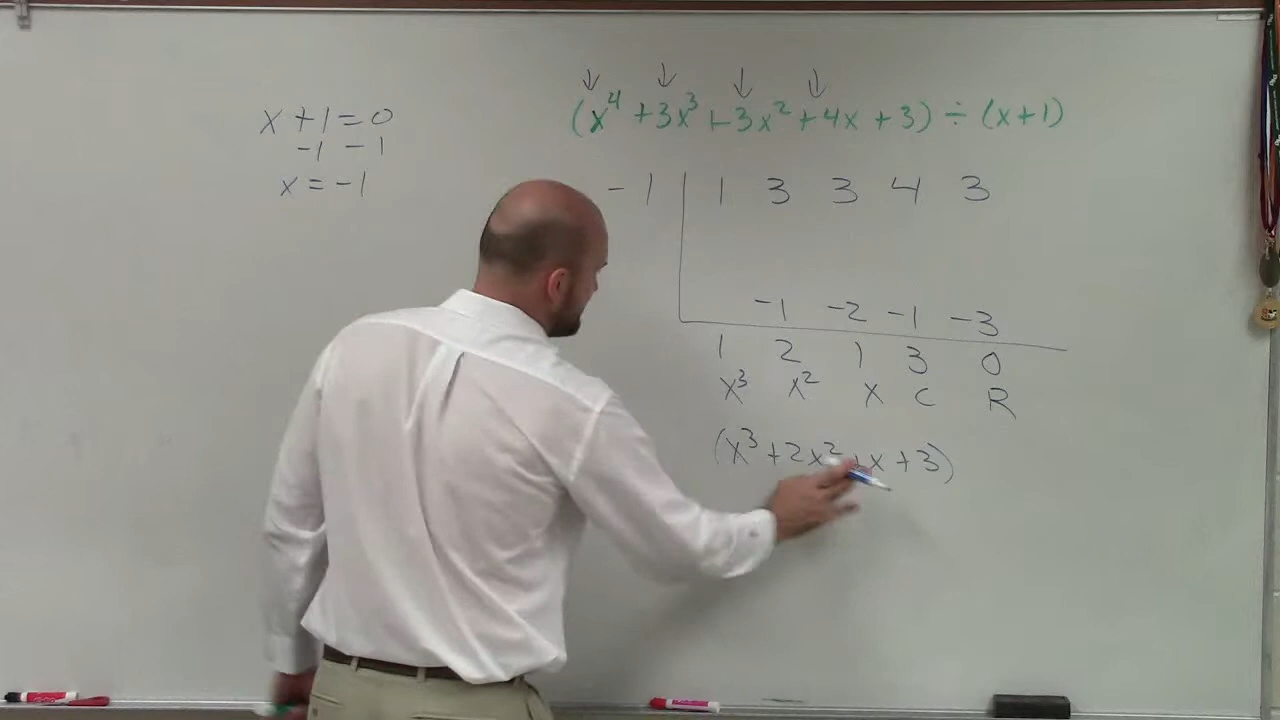 x + 1 = 0
-1 -1
x = -1
↓ ↓ ↓ ↓
(x⁴ + 3x³ + 3x² + 4x + 3) ÷ (x + 1)
-1 | 1 3 3 4 3
-1 -2 -1 -3
1 2 1 3 0
x³ x² x C R
(x³ + 2x² + x + 3)